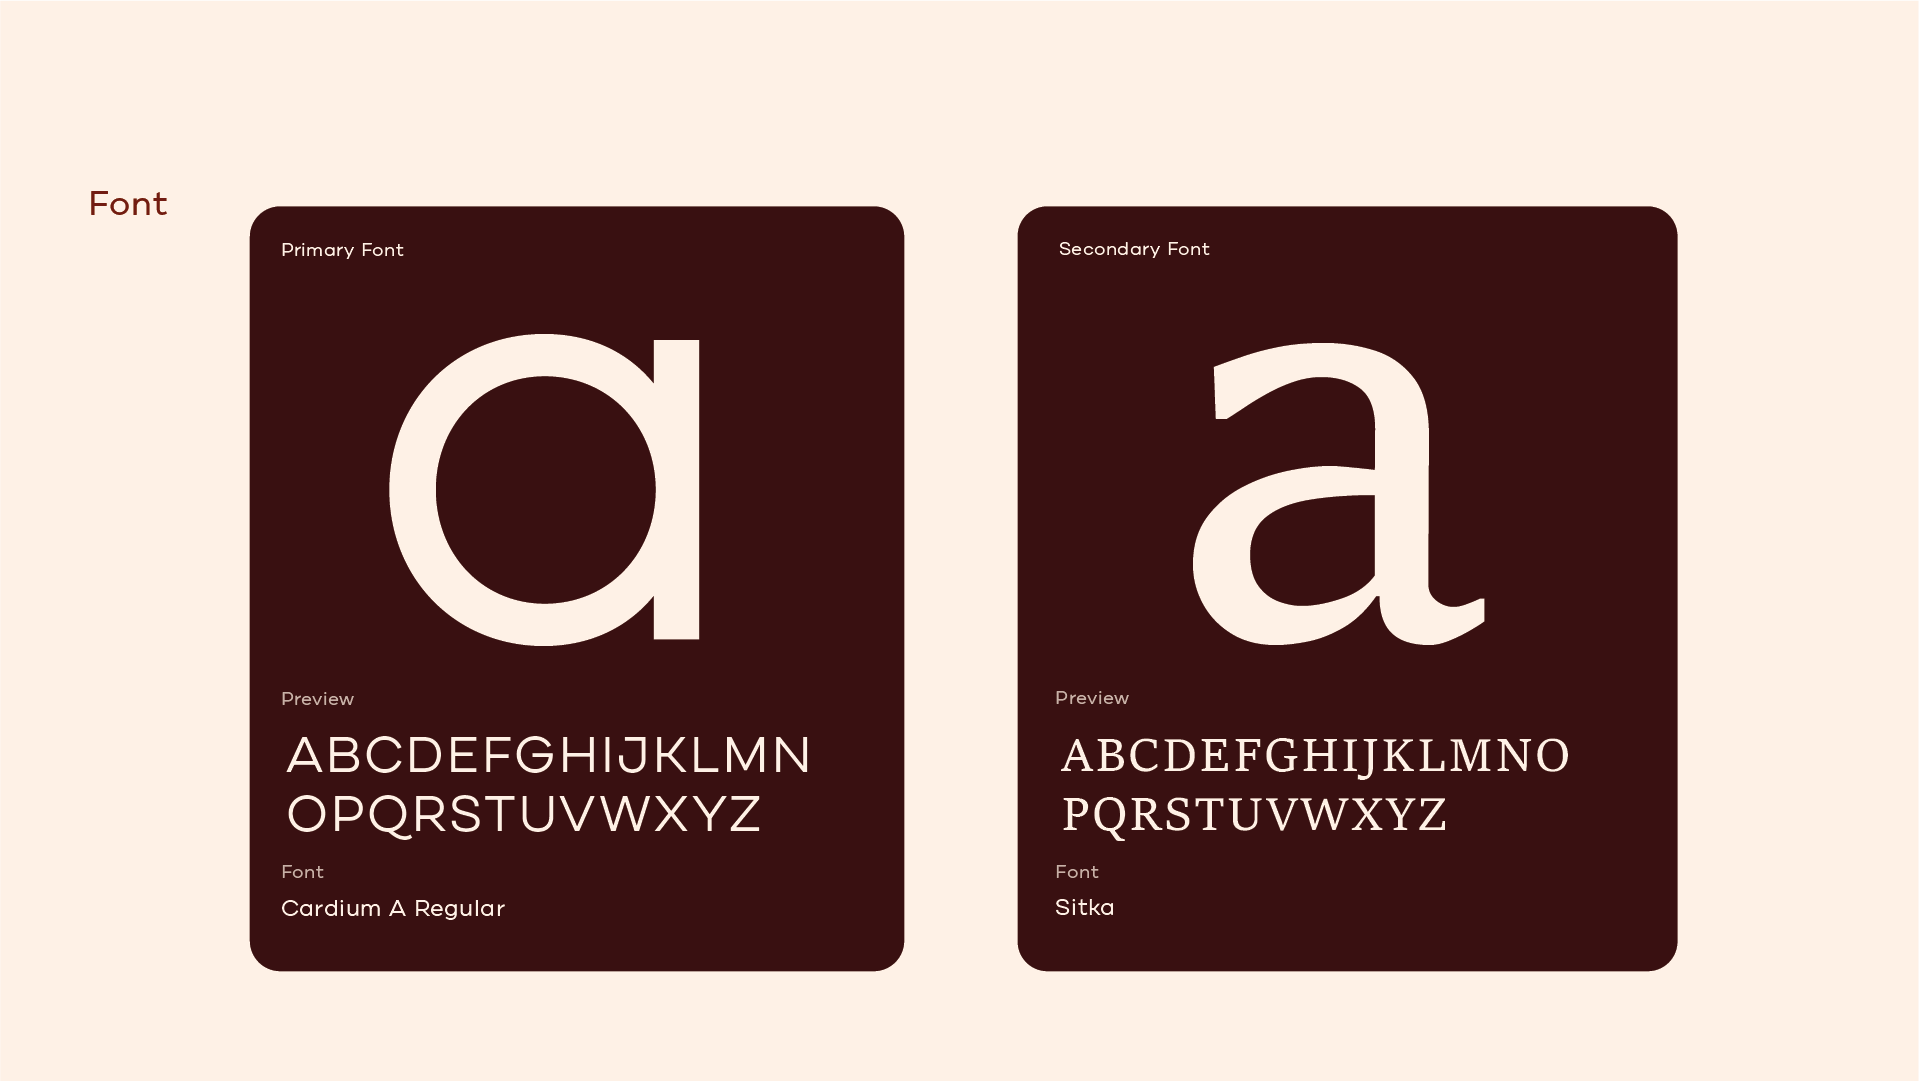 Font
Primary Font
a
Preview
ABCDEFGHIJKLMN
OPQRSTUVWXYZ
Font
Cardium A Regular
Secondary Font
a
Preview
ABCDEFGHIJKLMNO
PQRSTUVWXYZ
Font
Sitka